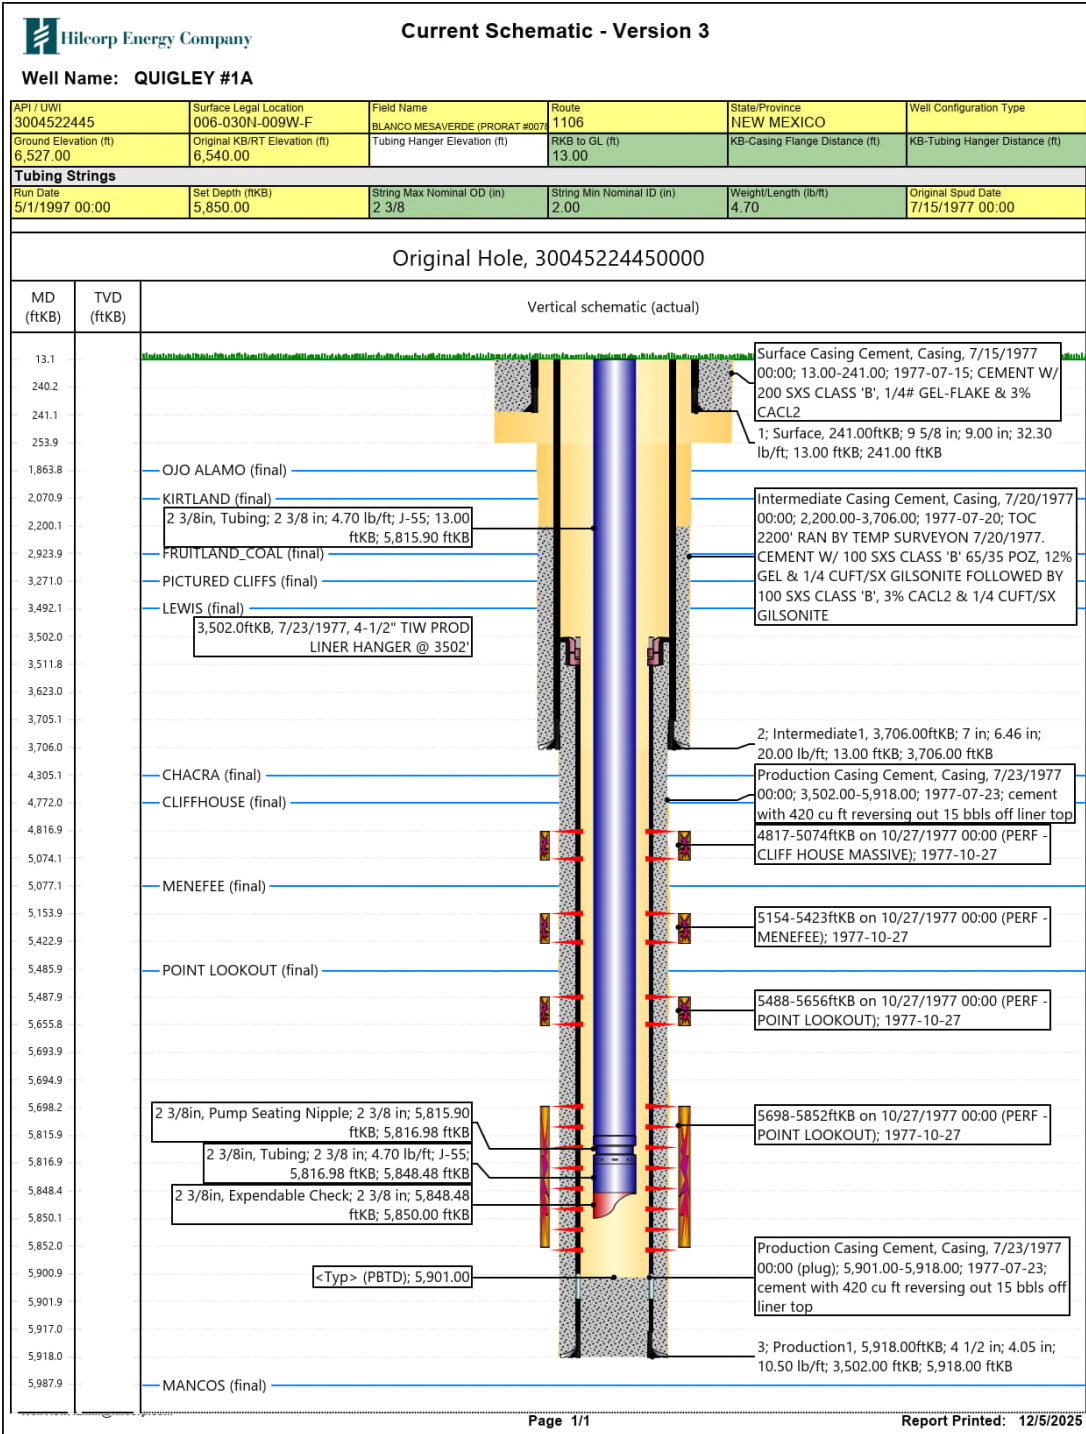 Hilcorp Energy Company
Current Schematic - Version 3
Well Name: QUIGLEY #1A
API / UWI
3004522445
Surface Legal Location
006-030N-009W-F
Field Name
BLANCO MESAVERDE (PRORAT #0078
Route
1106
State/Province
NEW MEXICO
Well Configuration Type
Ground Elevation (ft)
6,527.00
Original KB/RT Elevation (ft)
6,540.00
Tubing Hanger Elevation (ft)
RKB to GL (ft)
13.00
KB-Casing Flange Distance (ft)
KB-Tubing Hanger Distance (ft)
Tubing Strings
Run Date
5/1/1997 00:00
Set Depth (ftKB)
5,850.00
String Max Nominal OD (in)
2 3/8
String Min Nominal ID (in)
2.00
Weight/Length (lb/ft)
4.70
Original Spud Date
7/15/1977 00:00
Original Hole, 30045224450000
MD
(ftKB)
TVD
(ftKB)
Vertical schematic (actual)
13.1
240.2
241.1
253.9
1,863.8
2,070.9
2,200.1
2,923.9
3,271.0
3,492.1
3,502.0
3,511.8
3,623.0
3,705.1
3,706.0
4,305.1
4,772.0
4,816.9
5,074.1
5,077.1
5,153.9
5,422.9
5,485.9
5,487.9
5,655.8
5,693.9
5,694.9
5,698.2
5,815.9
5,816.9
5,848.4
5,850.1
5,852.0
5,900.9
5,901.9
5,917.0
5,918.0
5,987.9
OJO ALAMO (final)
KIRTLAND (final)
2 3/8in, Tubing; 2 3/8 in; 4.70 lb/ft; J-55; 13.00
ftKB; 5,815.90 ftKB
FRUITLAND_COAL (final)
PICTURED CLIFFS (final)
LEWIS (final)
3,502.0ftKB, 7/23/1977, 4-1/2" TIW PROD
LINER HANGER @ 3502'
CHACRA (final)
CLIFFHOUSE (final)
MENEFEE (final)
POINT LOOKOUT (final)
2 3/8in, Pump Seating Nipple; 2 3/8 in; 5,815.90
ftKB; 5,816.98 ftKB
2 3/8in, Tubing; 2 3/8 in; 4.70 lb/ft; J-55;
5,816.98 ftKB; 5,848.48 ftKB
2 3/8in, Expendable Check; 2 3/8 in; 5,848.48
ftKB; 5,850.00 ftKB
<Typ> (PBTD); 5,901.00
MANCOS (final)
Surface Casing Cement, Casing, 7/15/1977
00:00; 13.00-241.00; 1977-07-15; CEMENT W/
200 SXS CLASS 'B', 1/4# GEL-FLAKE & 3%
CACL2
1; Surface, 241.00ftKB; 9 5/8 in; 9.00 in; 32.30
lb/ft; 13.00 ftKB; 241.00 ftKB
Intermediate Casing Cement, Casing, 7/20/1977
00:00; 2,200.00-3,706.00; 1977-07-20; TOC
2200' RAN BY TEMP SURVEYON 7/20/1977.
CEMENT W/ 100 SXS CLASS 'B' 65/35 POZ, 12%
GEL & 1/4 CUFT/SX GILSONITE FOLLOWED BY
100 SXS CLASS 'B', 3% CACL2 & 1/4 CUFT/SX
GILSONITE
2; Intermediate1, 3,706.00ftKB; 7 in; 6.46 in;
20.00 lb/ft; 13.00 ftKB; 3,706.00 ftKB
Production Casing Cement, Casing, 7/23/1977
00:00; 3,502.00-5,918.00; 1977-07-23; cement
with 420 cu ft reversing out 15 bbls off liner top
4817-5074ftKB on 10/27/1977 00:00 (PERF -
CLIFF HOUSE MASSIVE); 1977-10-27
5154-5423ftKB on 10/27/1977 00:00 (PERF -
MENEFEE); 1977-10-27
5488-5656ftKB on 10/27/1977 00:00 (PERF -
POINT LOOKOUT); 1977-10-27
5698-5852ftKB on 10/27/1977 00:00 (PERF -
POINT LOOKOUT); 1977-10-27
Production Casing Cement, Casing, 7/23/1977
00:00 (plug); 5,901.00-5,918.00; 1977-07-23;
cement with 420 cu ft reversing out 15 bbls off
liner top
3; Production1, 5,918.00ftKB; 4 1/2 in; 4.05 in;
10.50 lb/ft; 3,502.00 ftKB; 5,918.00 ftKB
Page 1/1
Report Printed: 12/5/2025